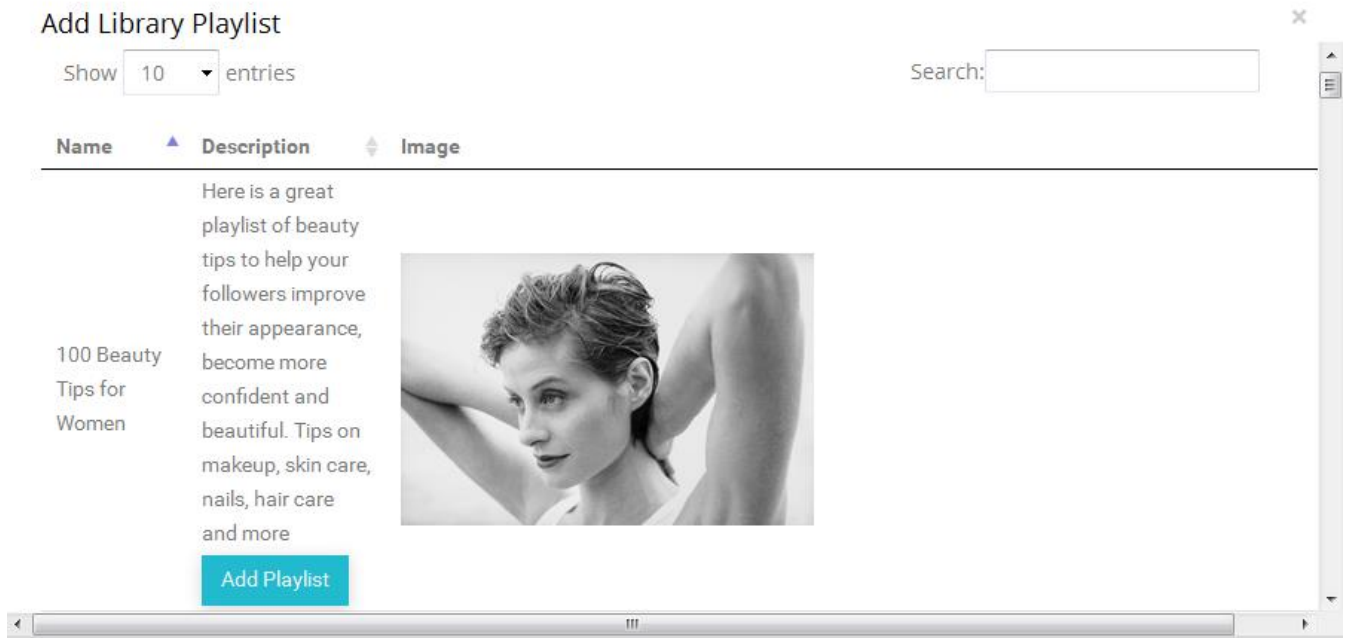 Add Library Playlist
×
Show 10 entries
Search:
Name Description Image
100 Beauty
Tips for
Women
Here is a great
playlist of beauty
tips to help your
followers improve
their appearance,
become more
confident and
beautiful. Tips on
makeup, skin care,
nails, hair care
and more
Add Playlist